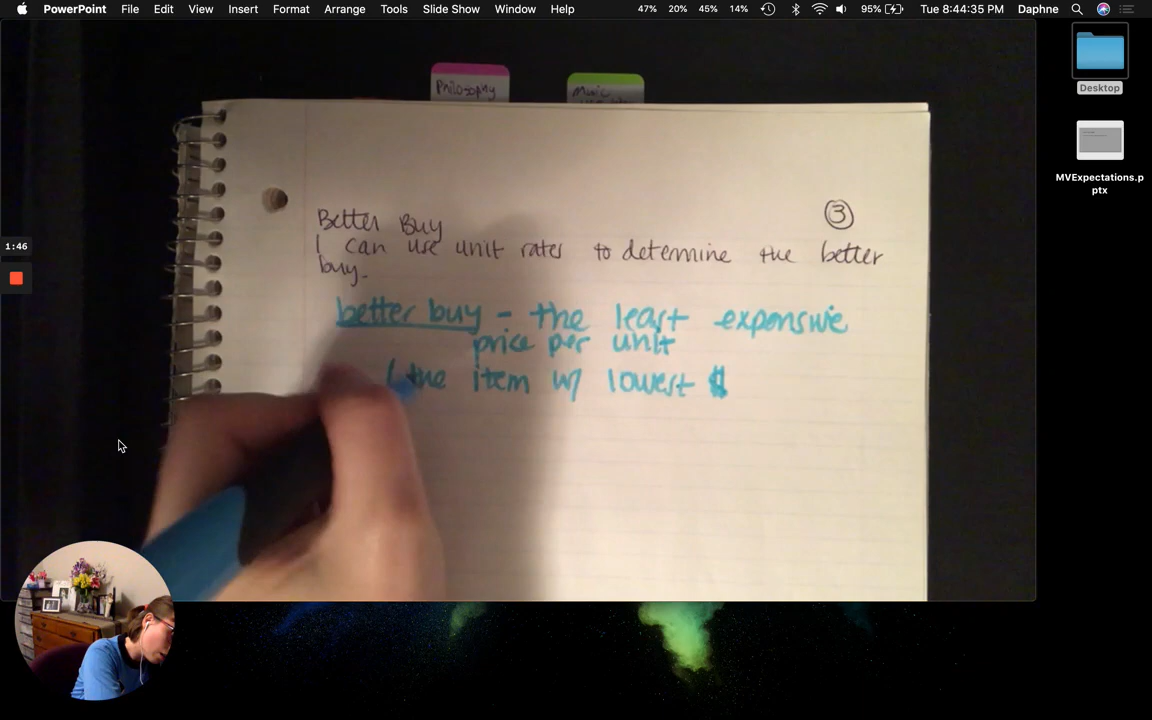 PowerPoint File Edit View Insert Format Arrange Tools Slide Show Window Help 47% 20% 45% 14% 95% Tue 8:44:35 PM Daphne
Philosophy
Music
Desktop
MVExpectations.p
ptx
1:46
Better Buy
3
I can use unit rates to determine the better
buy.
better buy - the least expensive
price per unit
(the item w/ lowest $